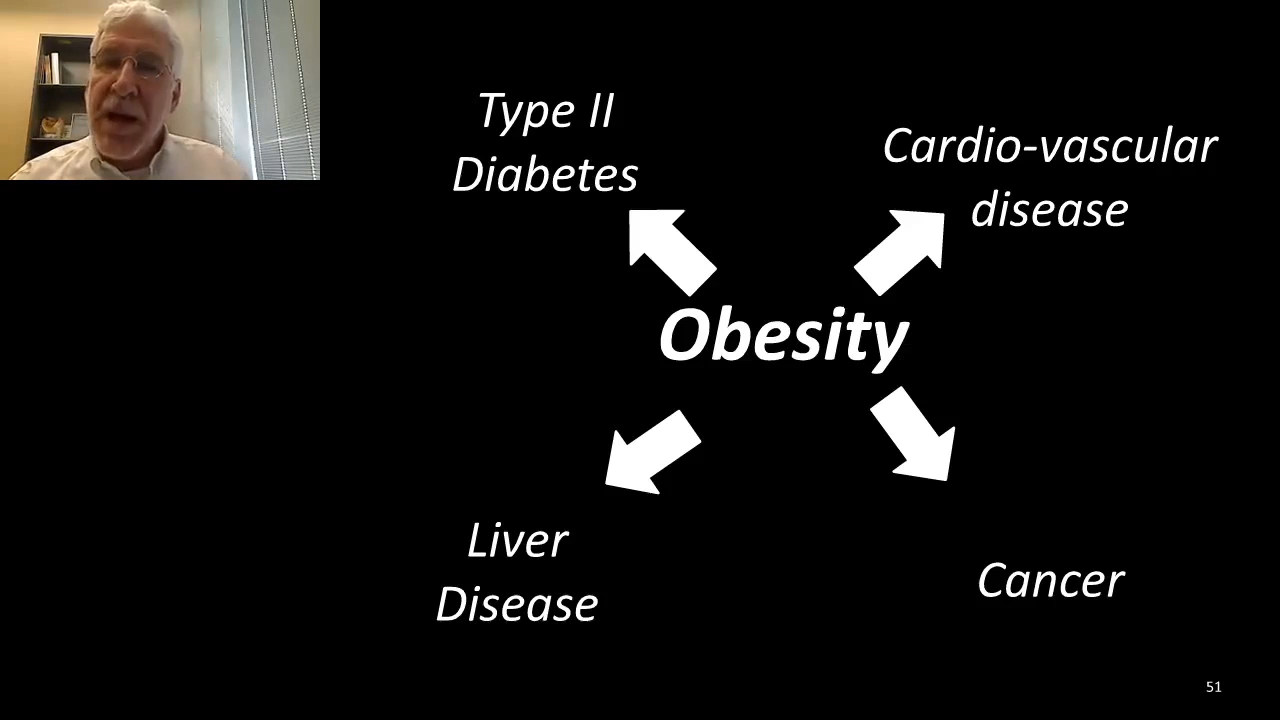 Type II
Diabetes
Cardio-vascular
disease
Obesity
Liver
Disease
Cancer
51